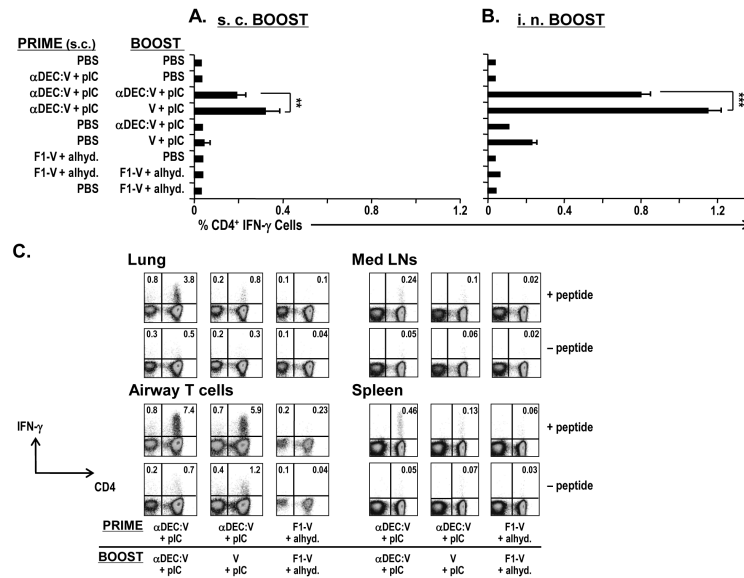 A. s. c. BOOST
B. i. n. BOOST
PRIME (s.c.) BOOST
PBS PBS
αDEC:V + pIC PBS
αDEC:V + pIC αDEC:V + pIC
αDEC:V + pIC V + pIC
PBS αDEC:V + pIC
PBS V + pIC
F1-V + alhyd. PBS
F1-V + alhyd. F1-V + alhyd.
PBS F1-V + alhyd.
**
***
0 0.4 0.8 1.2 0 0.4 0.8 1.2
% CD4⁺ IFN-γ Cells
C.
Lung Med LNs
0.8 3.8 0.2 0.8 0.1 0.1 0.24 0.1 0.02 + peptide
0.3 0.5 0.2 0.3 0.1 0.04 0.05 0.06 0.02 – peptide
Airway T cells Spleen
0.8 7.4 0.7 5.9 0.2 0.23 0.46 0.13 0.06 + peptide
0.2 0.7 0.4 1.2 0.1 0.04 0.05 0.07 0.03 – peptide
IFN-γ
CD4
PRIME αDEC:V αDEC:V F1-V αDEC:V αDEC:V F1-V
+ pIC + pIC + alhyd. + pIC + pIC + alhyd.
BOOST αDEC:V V F1-V αDEC:V V F1-V
+ pIC + pIC + alhyd. + pIC + pIC + alhyd.